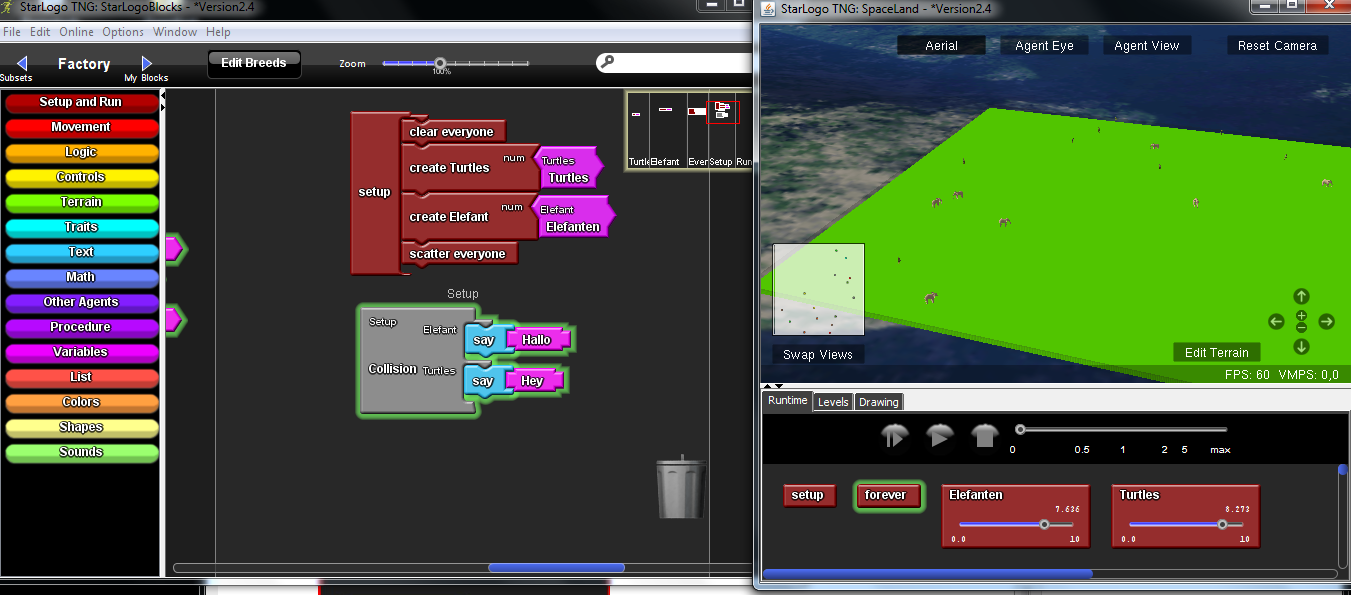 StarLogo TNG: StarLogoBlocks - *Version2.4
File Edit Online Options Window Help
Subsets
Factory
My Blocks
Edit Breeds
Zoom
100%
Setup and Run
Movement
Logic
Controls
Terrain
Traits
Text
Math
Other Agents
Procedure
Variables
List
Colors
Shapes
Sounds
setup
clear everyone
create Turtles num Turtles
Turtles
create Elefant num Elefant
Elefanten
scatter everyone
Setup
Setup
Elefant say Hallo
Collision Turtles say Hey
Turtle Elefant Ever Setup Run
StarLogo TNG: SpaceLand - *Version2.4
Aerial Agent Eye Agent View Reset Camera
Swap Views
Edit Terrain
FPS: 60 VMPS: 0,0
Runtime Levels Drawing
0 0.5 1 2 5 max
setup
forever
Elefanten
7.636
0.0 10
Turtles
8.273
0.0 10